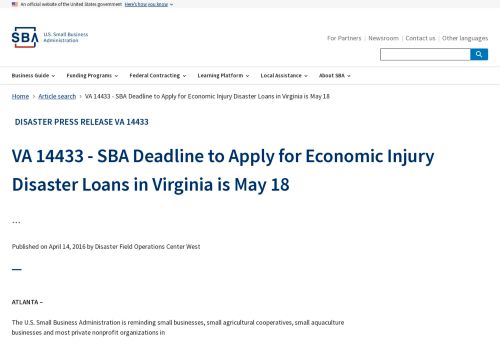 An official website of the United States government Here's how you know
SBA U.S. Small Business
Administration
For Partners | Newsroom | Contact us | Other languages
Business Guide Funding Programs Federal Contracting Learning Platform Local Assistance About SBA
Home › Article search › VA 14433 - SBA Deadline to Apply for Economic Injury Disaster Loans in Virginia is May 18
DISASTER PRESS RELEASE VA 14433
VA 14433 - SBA Deadline to Apply for Economic Injury
Disaster Loans in Virginia is May 18
...
Published on April 14, 2016 by Disaster Field Operations Center West
ATLANTA –
The U.S. Small Business Administration is reminding small businesses, small agricultural cooperatives, small aquaculture
businesses and most private nonprofit organizations in